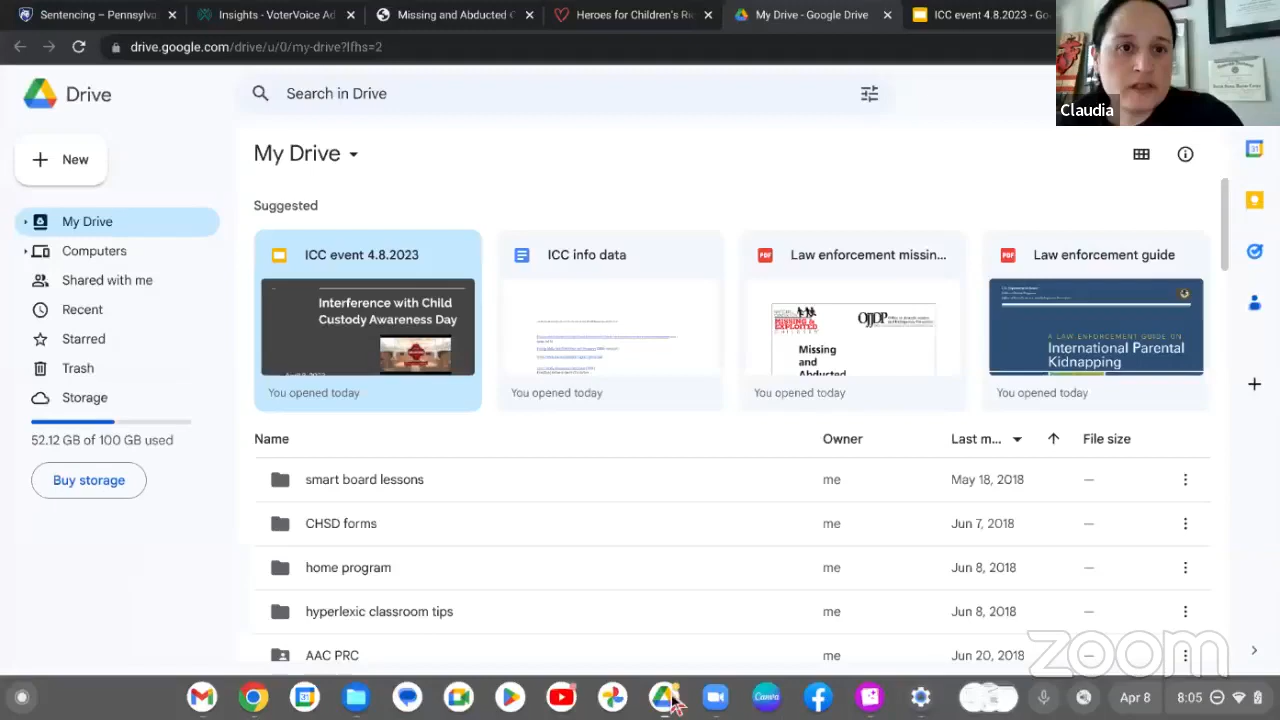 Sentencing – Pennsylva
Insights - VoterVoice Ad
Missing and Abducted C
Heroes for Children's Ri
My Drive - Google Drive
ICC event 4.8.2023 - Go
drive.google.com/drive/u/0/my-drive?lfhs=2
Claudia
Drive
Search in Drive
New
My Drive
My Drive
Computers
Shared with me
Recent
Starred
Trash
Storage
52.12 GB of 100 GB used
Buy storage
Suggested
ICC event 4.8.2023
Interference with Child
Custody Awareness Day
You opened today
ICC info data
You opened today
Law enforcement missin...
OJJDP
Missing
and
Abducted
You opened today
Law enforcement guide
A LAW ENFORCEMENT GUIDE ON
International Parental
Kidnapping
You opened today
Name Owner Last m... File size
smart board lessons me May 18, 2018 —
CHSD forms me Jun 7, 2018 —
home program me Jun 8, 2018 —
hyperlexic classroom tips me Jun 8, 2018 —
AAC PRC me Jun 20, 2018 —
zoom
Canva
Apr 8 8:05